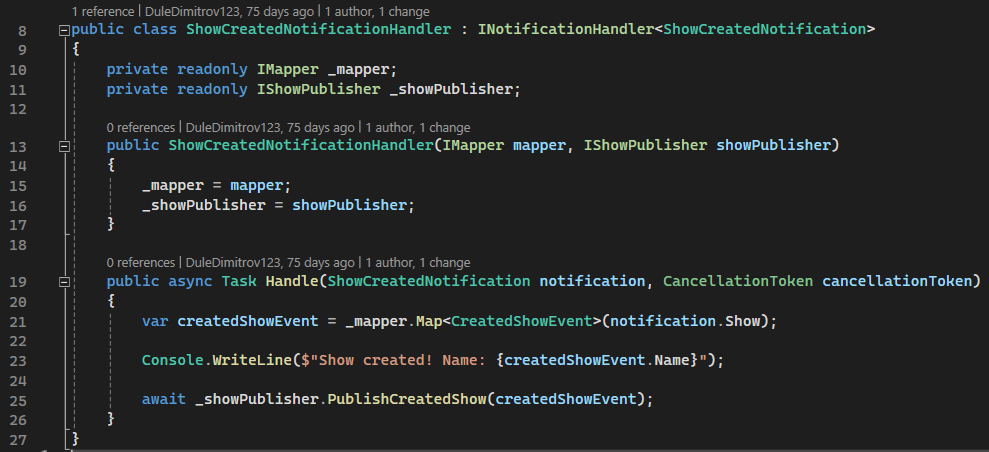 1 reference | DuleDimitrov123, 75 days ago | 1 author, 1 change
8 public class ShowCreatedNotificationHandler : INotificationHandler<ShowCreatedNotification>
9 {
10     private readonly IMapper _mapper;
11     private readonly IShowPublisher _showPublisher;
12
0 references | DuleDimitrov123, 75 days ago | 1 author, 1 change
13     public ShowCreatedNotificationHandler(IMapper mapper, IShowPublisher showPublisher)
14     {
15         _mapper = mapper;
16         _showPublisher = showPublisher;
17     }
18
0 references | DuleDimitrov123, 75 days ago | 1 author, 1 change
19     public async Task Handle(ShowCreatedNotification notification, CancellationToken cancellationToken)
20     {
21         var createdShowEvent = _mapper.Map<CreatedShowEvent>(notification.Show);
22
23         Console.WriteLine($"Show created! Name: {createdShowEvent.Name}");
24
25         await _showPublisher.PublishCreatedShow(createdShowEvent);
26     }
27 }